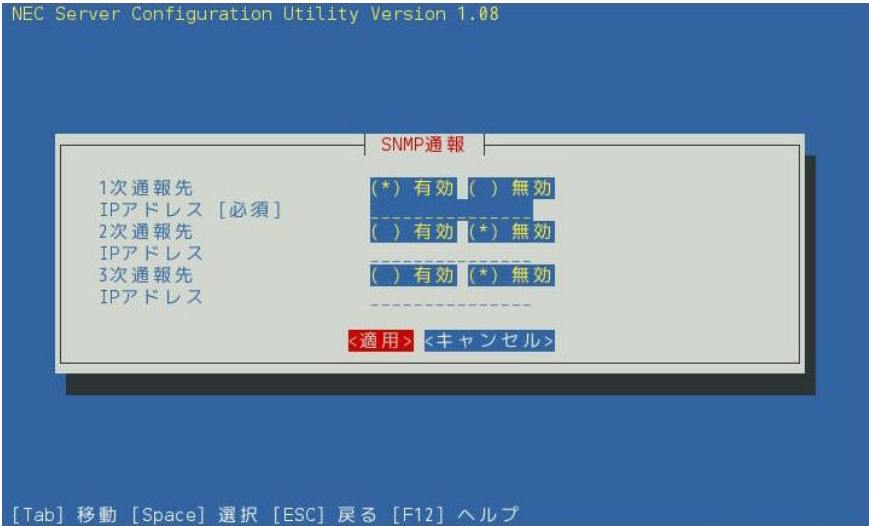 NEC Server Configuration Utility Version 1.08
SNMP通報
1次通報先 (*) 有効 ( ) 無効
IPアドレス [必須] _______________
2次通報先 ( ) 有効 (*) 無効
IPアドレス _______________
3次通報先 ( ) 有効 (*) 無効
IPアドレス _______________
<適用> <キャンセル>
[Tab] 移動 [Space] 選択 [ESC] 戻る [F12] ヘルプ